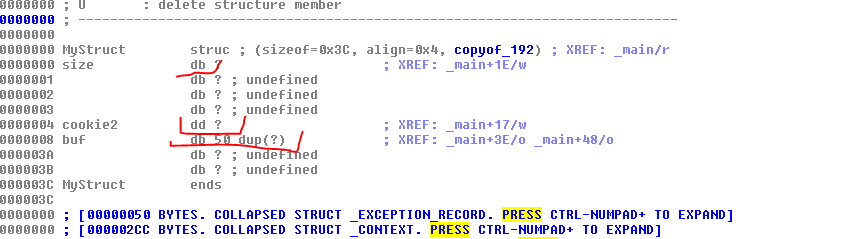 0000000 ; U : delete structure member
0000000 ; ---------------------------------------------------------------------------
0000000
0000000 MyStruct struc ; (sizeof=0x3C, align=0x4, copyof_192) ; XREF: _main/r
0000000 size db ? ; XREF: _main+1E/w
0000001 db ? ; undefined
0000002 db ? ; undefined
0000003 db ? ; undefined
0000004 cookie2 dd ? ; XREF: _main+17/w
0000008 buf db 50 dup(?) ; XREF: _main+3E/o _main+48/o
000003A db ? ; undefined
000003B db ? ; undefined
000003C MyStruct ends
000003C
0000000 ; [00000050 BYTES. COLLAPSED STRUCT _EXCEPTION_RECORD. PRESS CTRL-NUMPAD+ TO EXPAND]
0000000 ; [000002CC BYTES. COLLAPSED STRUCT _CONTEXT. PRESS CTRL-NUMPAD+ TO EXPAND]